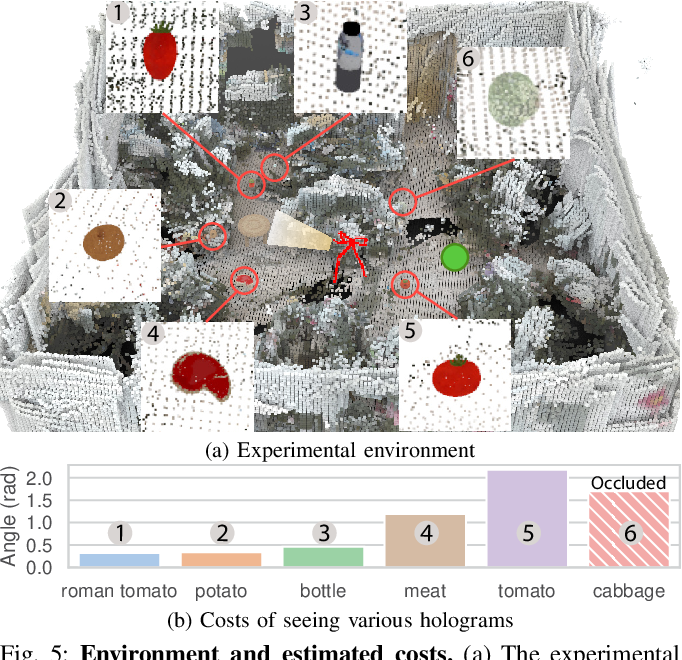 1
3
6
2
4
5
(a) Experimental environment
Angle (rad)
2.0
1.5
1.0
0.5
0.0
Occluded
1 2 3 4 5 6
roman tomato potato bottle meat tomato cabbage
(b) Costs of seeing various holograms
Fig. 5: Environment and estimated costs. (a) The experimental